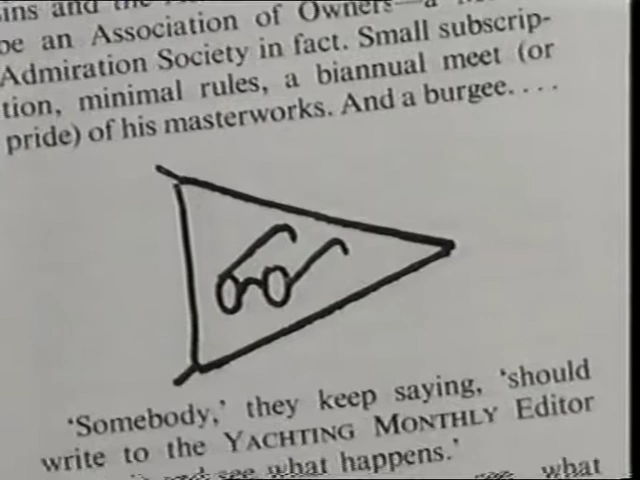 ins and the
be an Association of Owners—a
Admiration Society in fact. Small subscrip-
tion, minimal rules, a biannual meet (or
pride) of his masterworks. And a burgee. . . .
'Somebody,' they keep saying, 'should
write to the YACHTING MONTHLY Editor
and see what happens.'
what